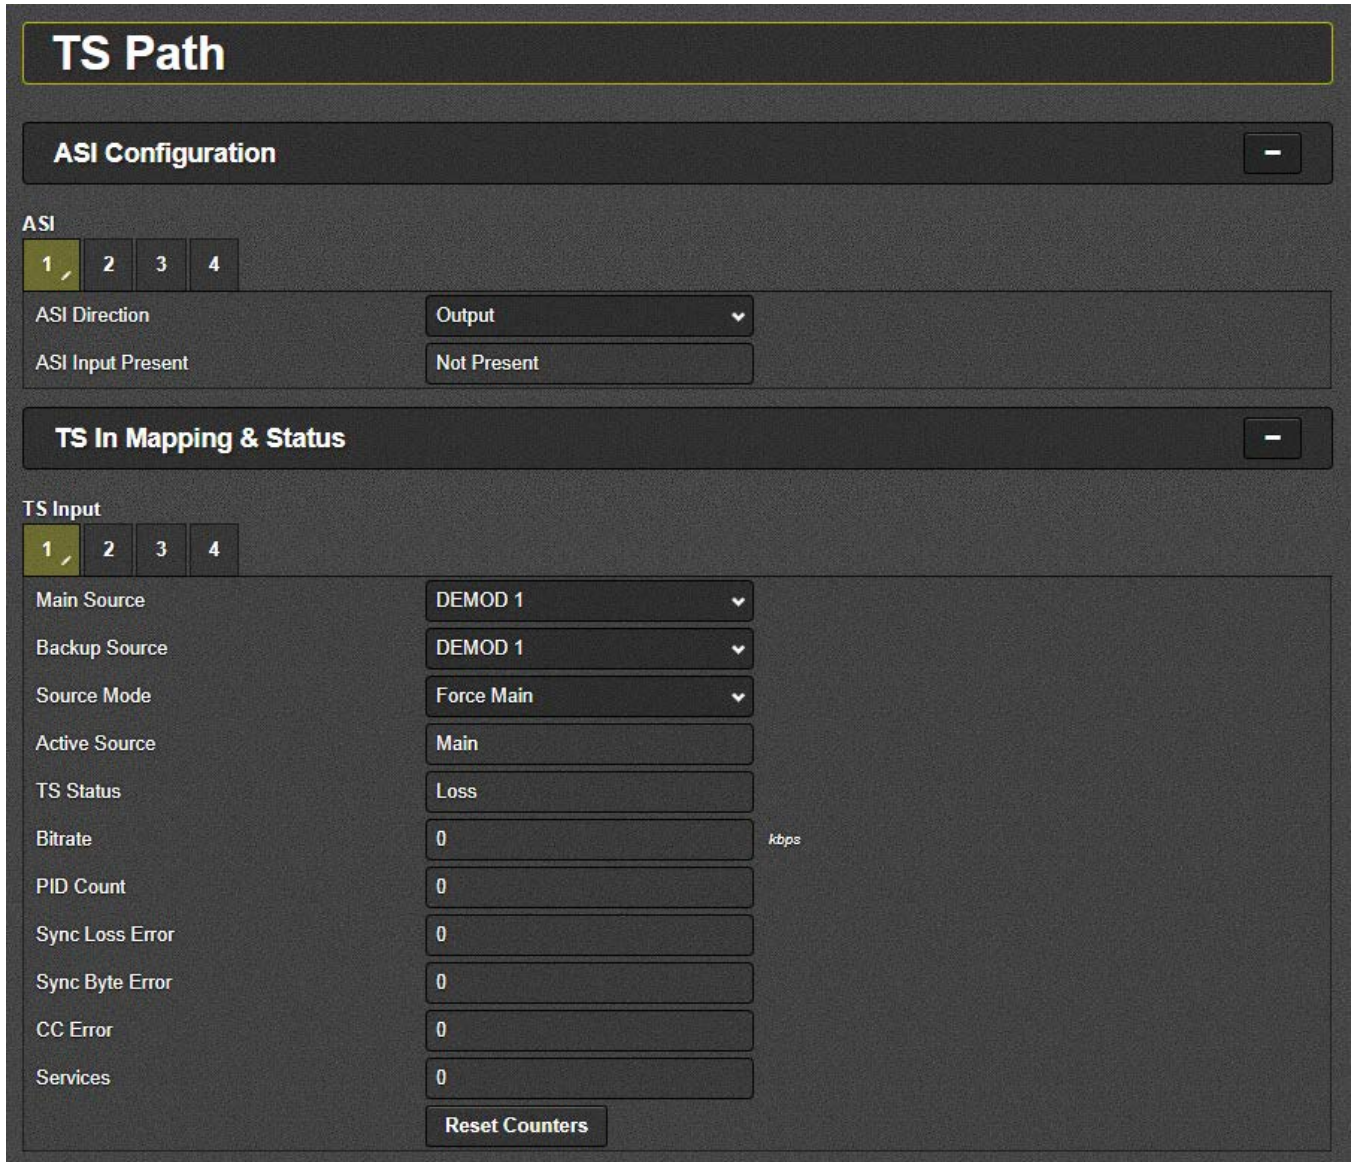 TS Path
ASI Configuration
ASI
1 2 3 4
ASI Direction Output
ASI Input Present Not Present
TS In Mapping & Status
TS Input
1 2 3 4
Main Source DEMOD 1
Backup Source DEMOD 1
Source Mode Force Main
Active Source Main
TS Status Loss
Bitrate 0 kbps
PID Count 0
Sync Loss Error 0
Sync Byte Error 0
CC Error 0
Services 0
Reset Counters